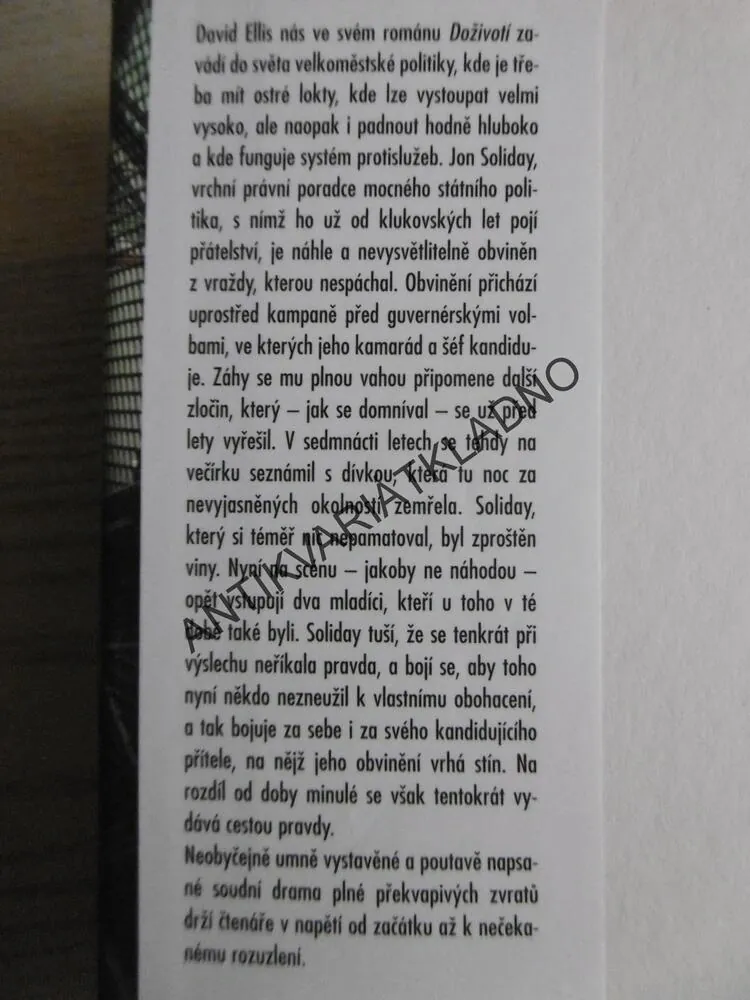 David Ellis nás ve svém románu Doživotí za-
vádí do světa velkoměstské politiky, kde je tře-
ba mít ostré lokty, kde lze vystoupat velmi
vysoko, ale naopak i padnout hodně hluboko
a kde funguje systém protislužeb. Jon Soliday,
vrchní právní poradce mocného státního poli-
tika, s nímž ho už od klukovských let pojí
přátelství, je náhle a nevysvětlitelně obviněn
z vraždy, kterou nespáchal. Obvinění přichází
uprostřed kampaně před guvernérskými vol-
bami, ve kterých jeho kamarád a šéf kandidu-
je. Záhy se mu plnou vahou připomene další
zločin, který – jak se domníval – se už před
lety vyřešil. V sedmnácti letech se tehdy na
večírku seznámil s dívkou, která tu noc za
nevyjasněných okolností zemřela. Soliday,
který si téměř nic nepamatoval, byl zproštěn
viny. Nyní na scénu – jakoby ne náhodou –
opět vstupují dva mladíci, kteří u toho v té
době také byli. Soliday tuší, že se tenkrát při
výslechu neříkala pravda, a bojí se, aby toho
nyní někdo nezneužil k vlastnímu obohacení,
a tak bojuje za sebe i za svého kandidujícího
přítele, na nějž jeho obvinění vrhá stín. Na
rozdíl od doby minulé se však tentokrát vy-
dává cestou pravdy.
Neobyčejně umně vystavěné a poutavě napsa-
né soudní drama plné překvapivých zvratů
drží čtenáře v napětí od začátku až k nečeka-
nému rozuzlení.
ANTIKVARIATKLADNO